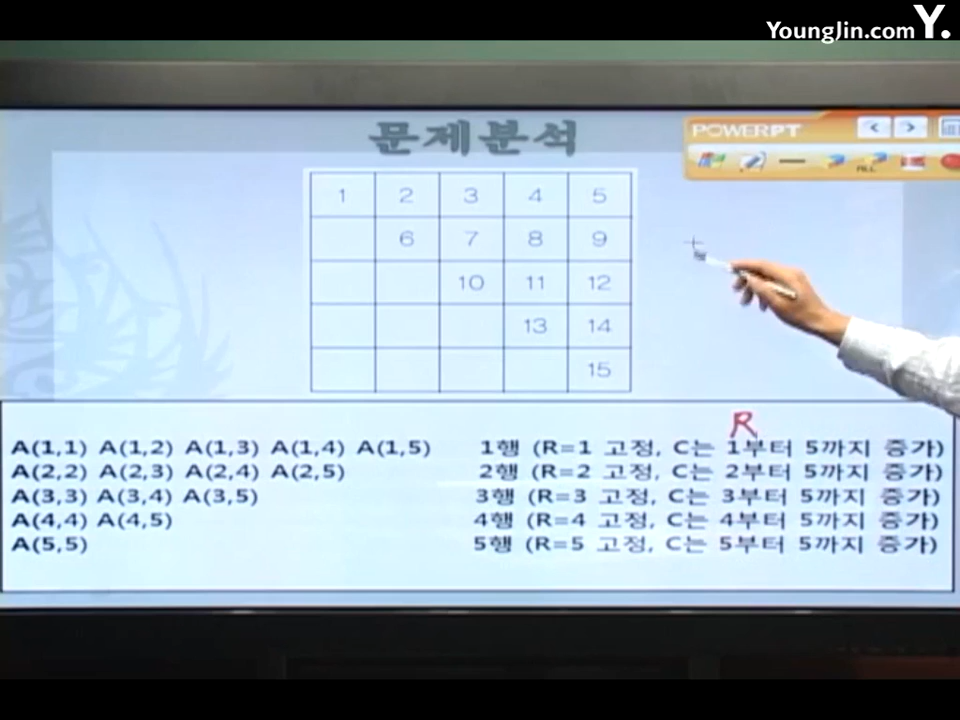 YoungJin.com Y.
문제분석
POWERPT
1 2 3 4 5
6 7 8 9
10 11 12
13 14
15
R
A(1,1) A(1,2) A(1,3) A(1,4) A(1,5) 1행 (R=1 고정, C는 1부터 5까지 증가)
A(2,2) A(2,3) A(2,4) A(2,5) 2행 (R=2 고정, C는 2부터 5까지 증가)
A(3,3) A(3,4) A(3,5) 3행 (R=3 고정, C는 3부터 5까지 증가)
A(4,4) A(4,5) 4행 (R=4 고정, C는 4부터 5까지 증가)
A(5,5) 5행 (R=5 고정, C는 5부터 5까지 증가)